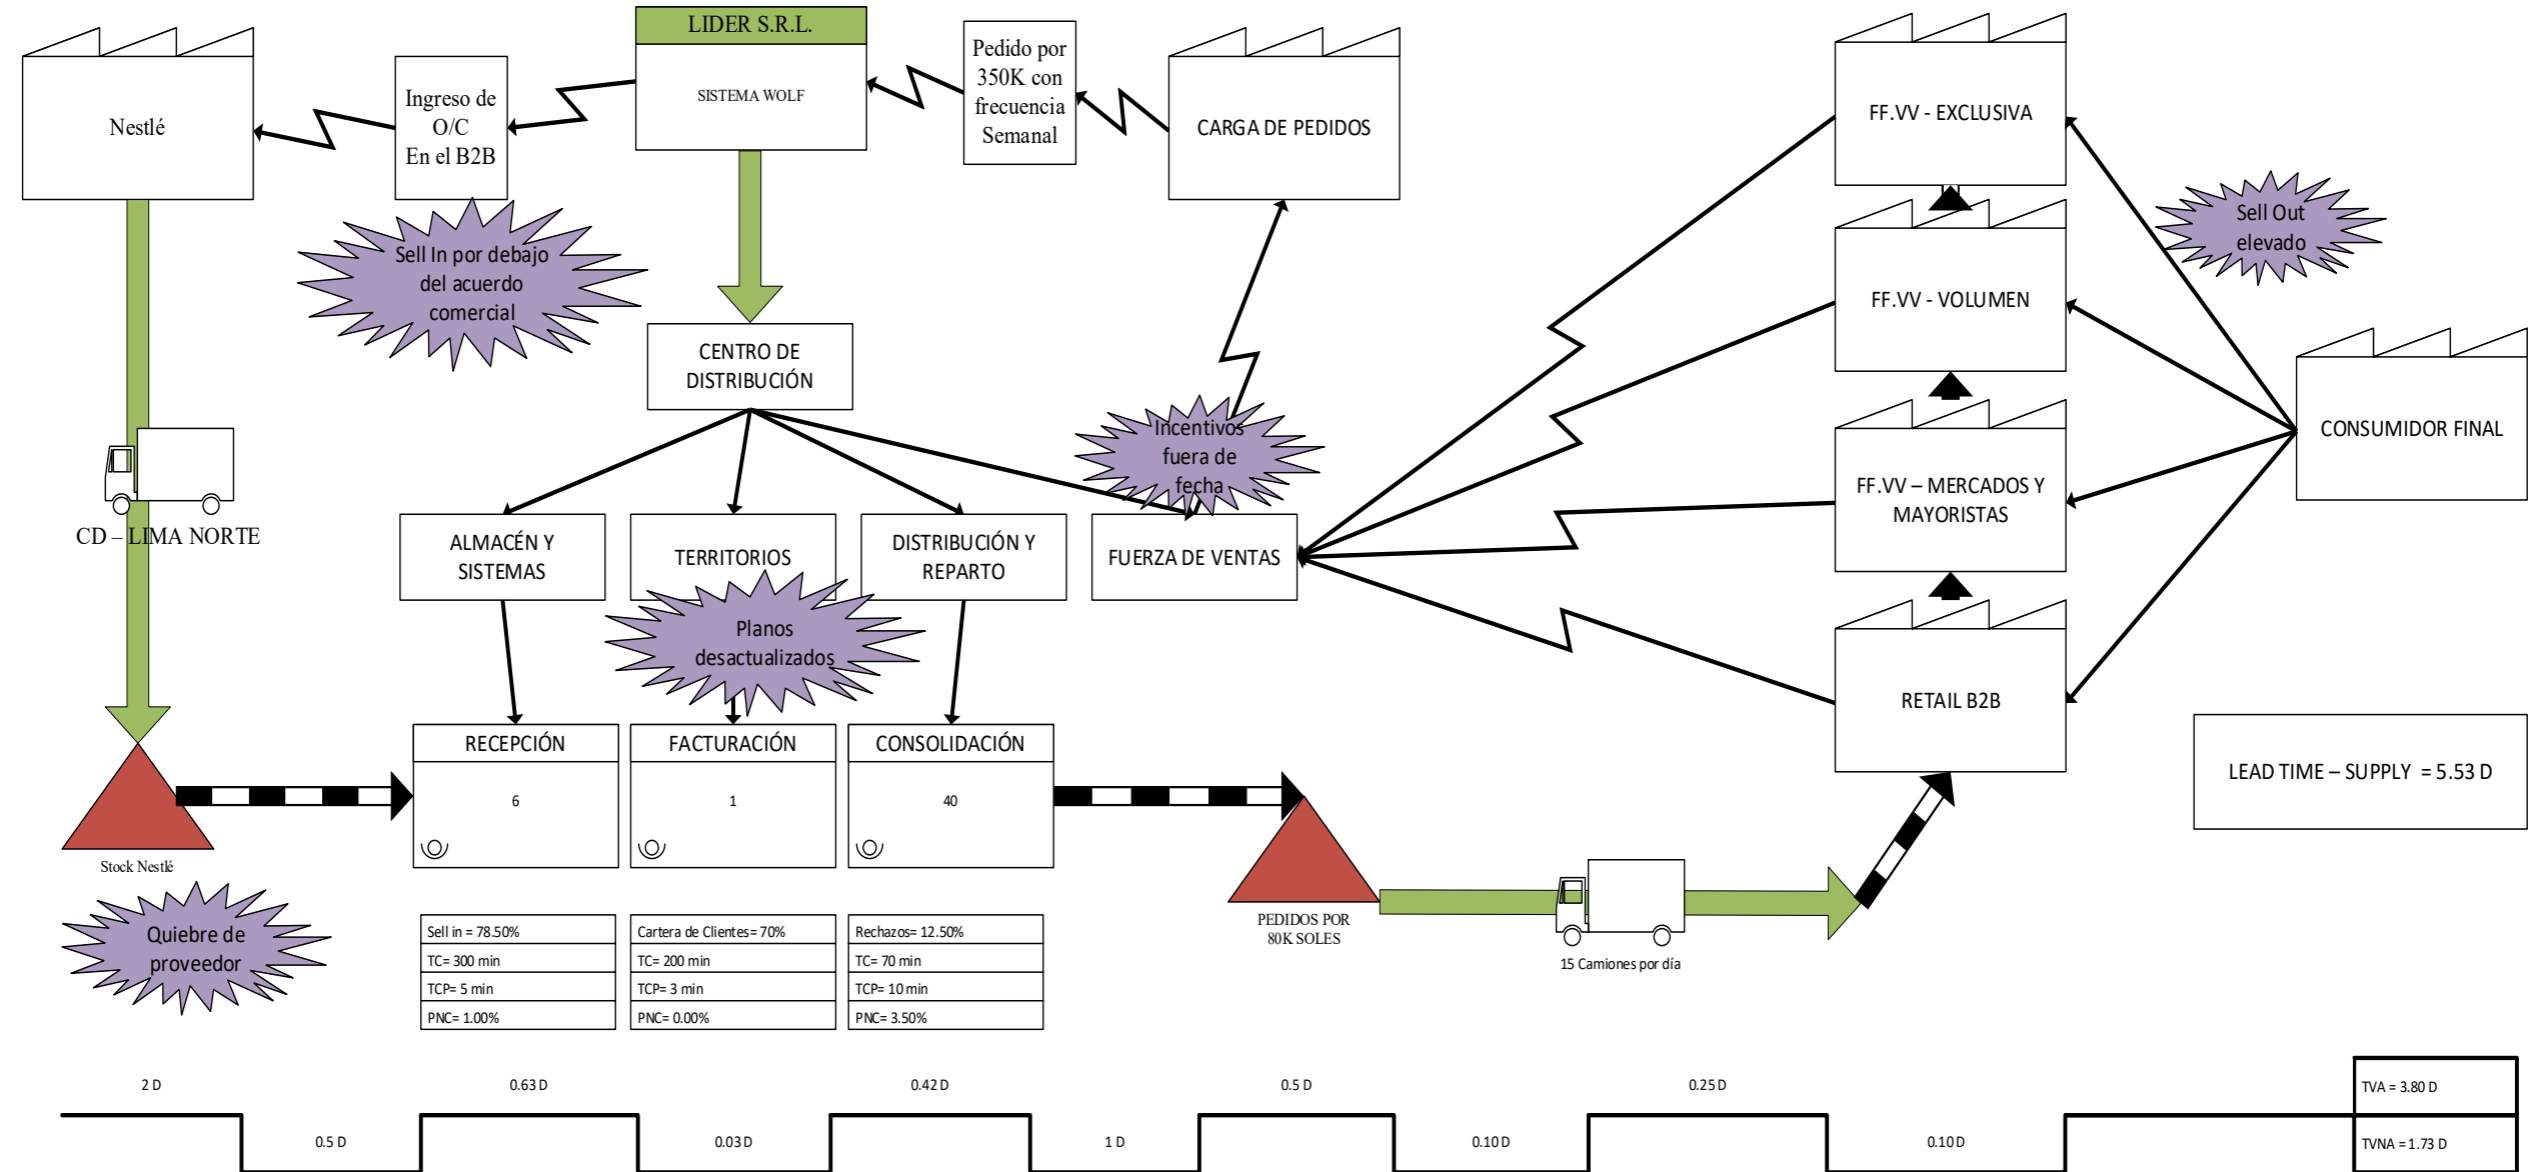 LIDER S.R.L.
SISTEMA WOLF
Nestlé
Ingreso de
O/C
En el B2B
Pedido por
350K con
frecuencia
Semanal
CARGA DE PEDIDOS
FF.VV - EXCLUSIVA
Sell In por debajo
del acuerdo
comercial
Sell Out
elevado
FF.VV - VOLUMEN
CENTRO DE
DISTRIBUCIÓN
Incentivos
fuera de
fecha
FF.VV – MERCADOS Y
MAYORISTAS
CONSUMIDOR FINAL
CD – LIMA NORTE
ALMACÉN Y
SISTEMAS
TERRITORIOS
DISTRIBUCIÓN Y
REPARTO
FUERZA DE VENTAS
Planos
desactualizados
RETAIL B2B
RECEPCIÓN
6
FACTURACIÓN
1
CONSOLIDACIÓN
40
LEAD TIME – SUPPLY = 5.53 D
Stock Nestlé
Quiebre de
proveedor
Sell in = 78.50%
TC= 300 min
TCP= 5 min
PNC= 1.00%
Cartera de Clientes= 70%
TC= 200 min
TCP= 3 min
PNC= 0.00%
Rechazos= 12.50%
TC= 70 min
TCP= 10 min
PNC= 3.50%
PEDIDOS POR
80K SOLES
15 Camiones por día
2 D
0.63 D
0.42 D
0.5 D
0.25 D
TVA = 3.80 D
0.5 D
0.03 D
1 D
0.10 D
0.10 D
TVNA = 1.73 D